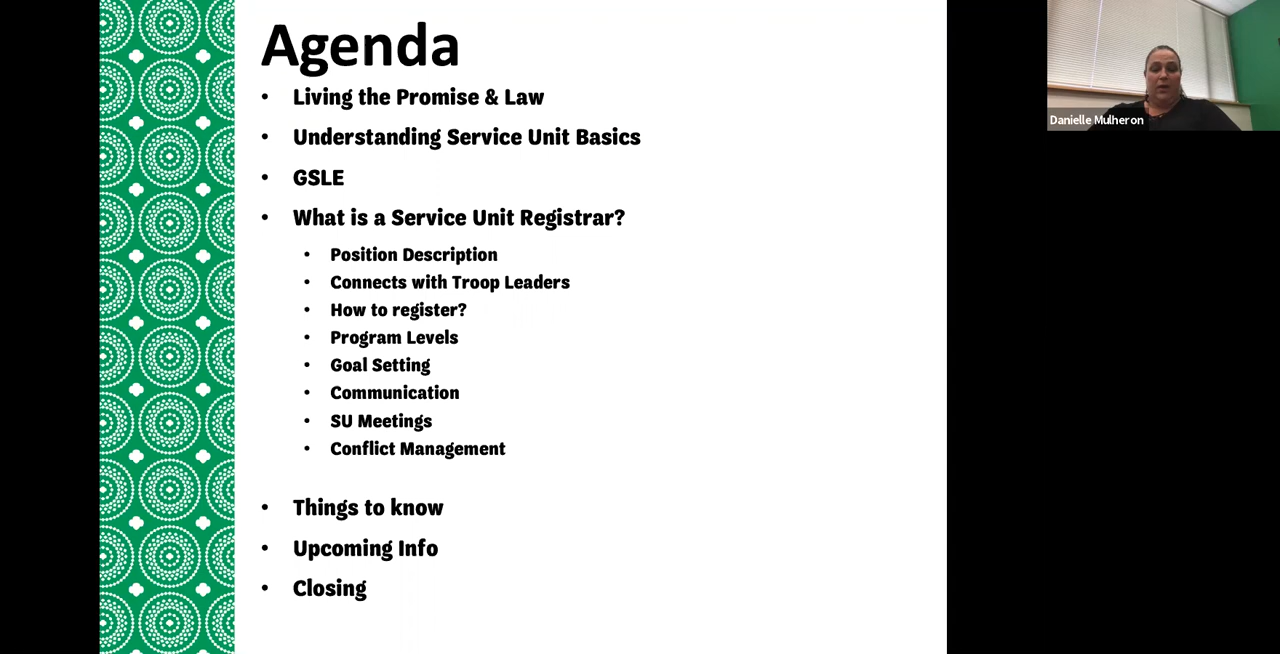 Agenda
• Living the Promise & Law
• Understanding Service Unit Basics
• GSLE
• What is a Service Unit Registrar?
• Position Description
• Connects with Troop Leaders
• How to register?
• Program Levels
• Goal Setting
• Communication
• SU Meetings
• Conflict Management
• Things to know
• Upcoming Info
• Closing
Danielle Mulheron